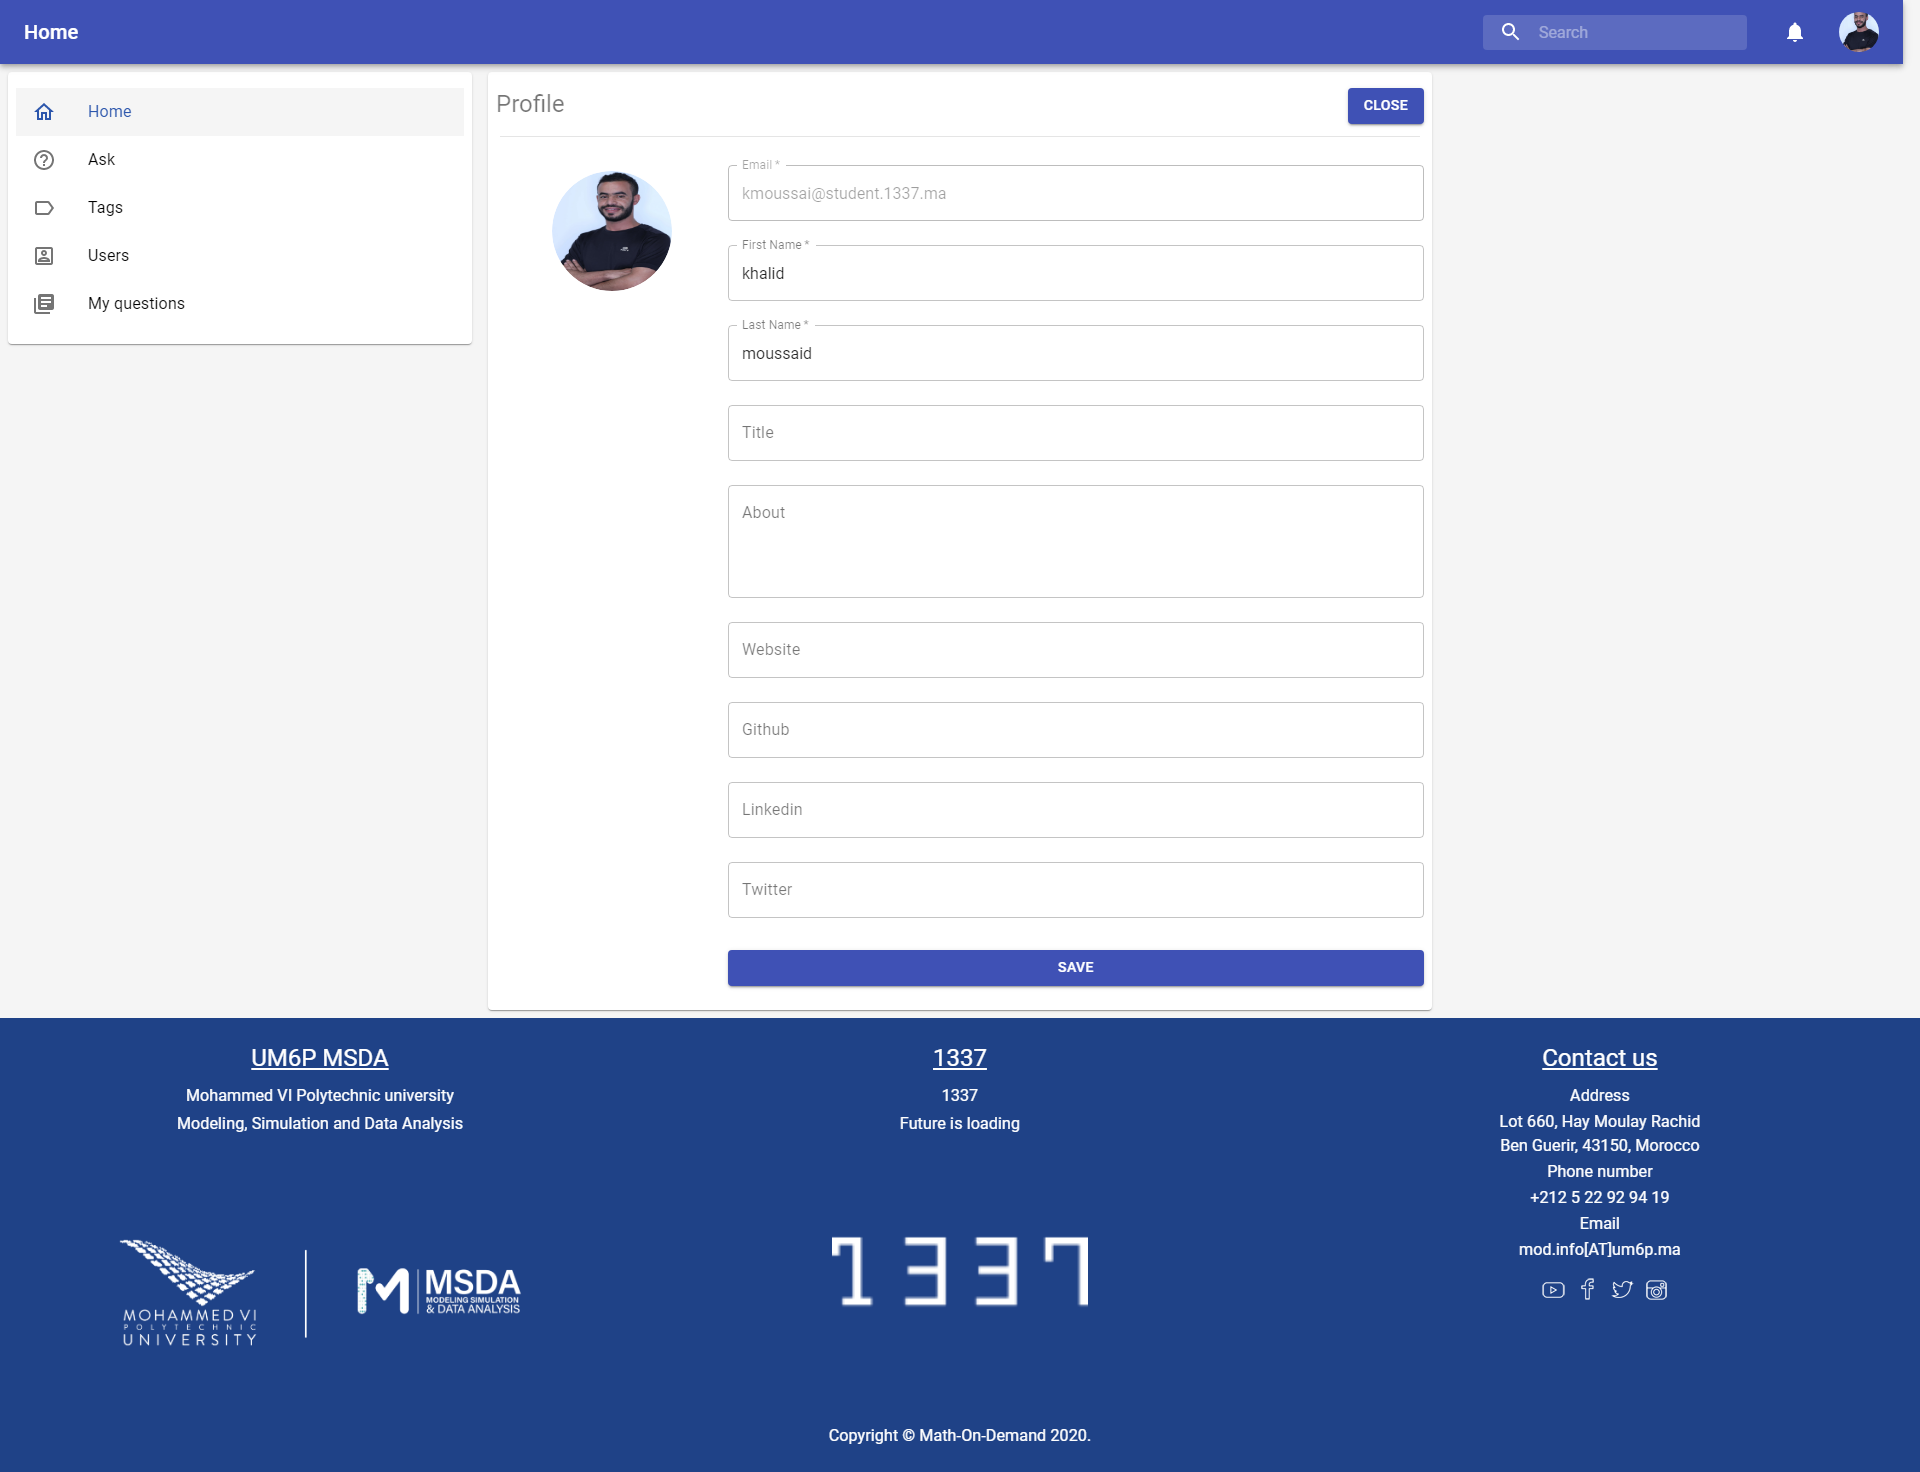 Home
Search
Home
Ask
Tags
Users
My questions
Profile
CLOSE
Email *
kmoussai@student.1337.ma
First Name *
khalid
Last Name *
moussaid
Title
About
Website
Github
Linkedin
Twitter
SAVE
UM6P MSDA
Mohammed VI Polytechnic university
Modeling, Simulation and Data Analysis
MOHAMMED VI
POLYTECHNIC
UNIVERSITY
MSDA
MODELING SIMULATION
& DATA ANALYSIS
1337
1337
Future is loading
1337
Contact us
Address
Lot 660, Hay Moulay Rachid
Ben Guerir, 43150, Morocco
Phone number
+212 5 22 92 94 19
Email
mod.info[AT]um6p.ma
Copyright © Math-On-Demand 2020.